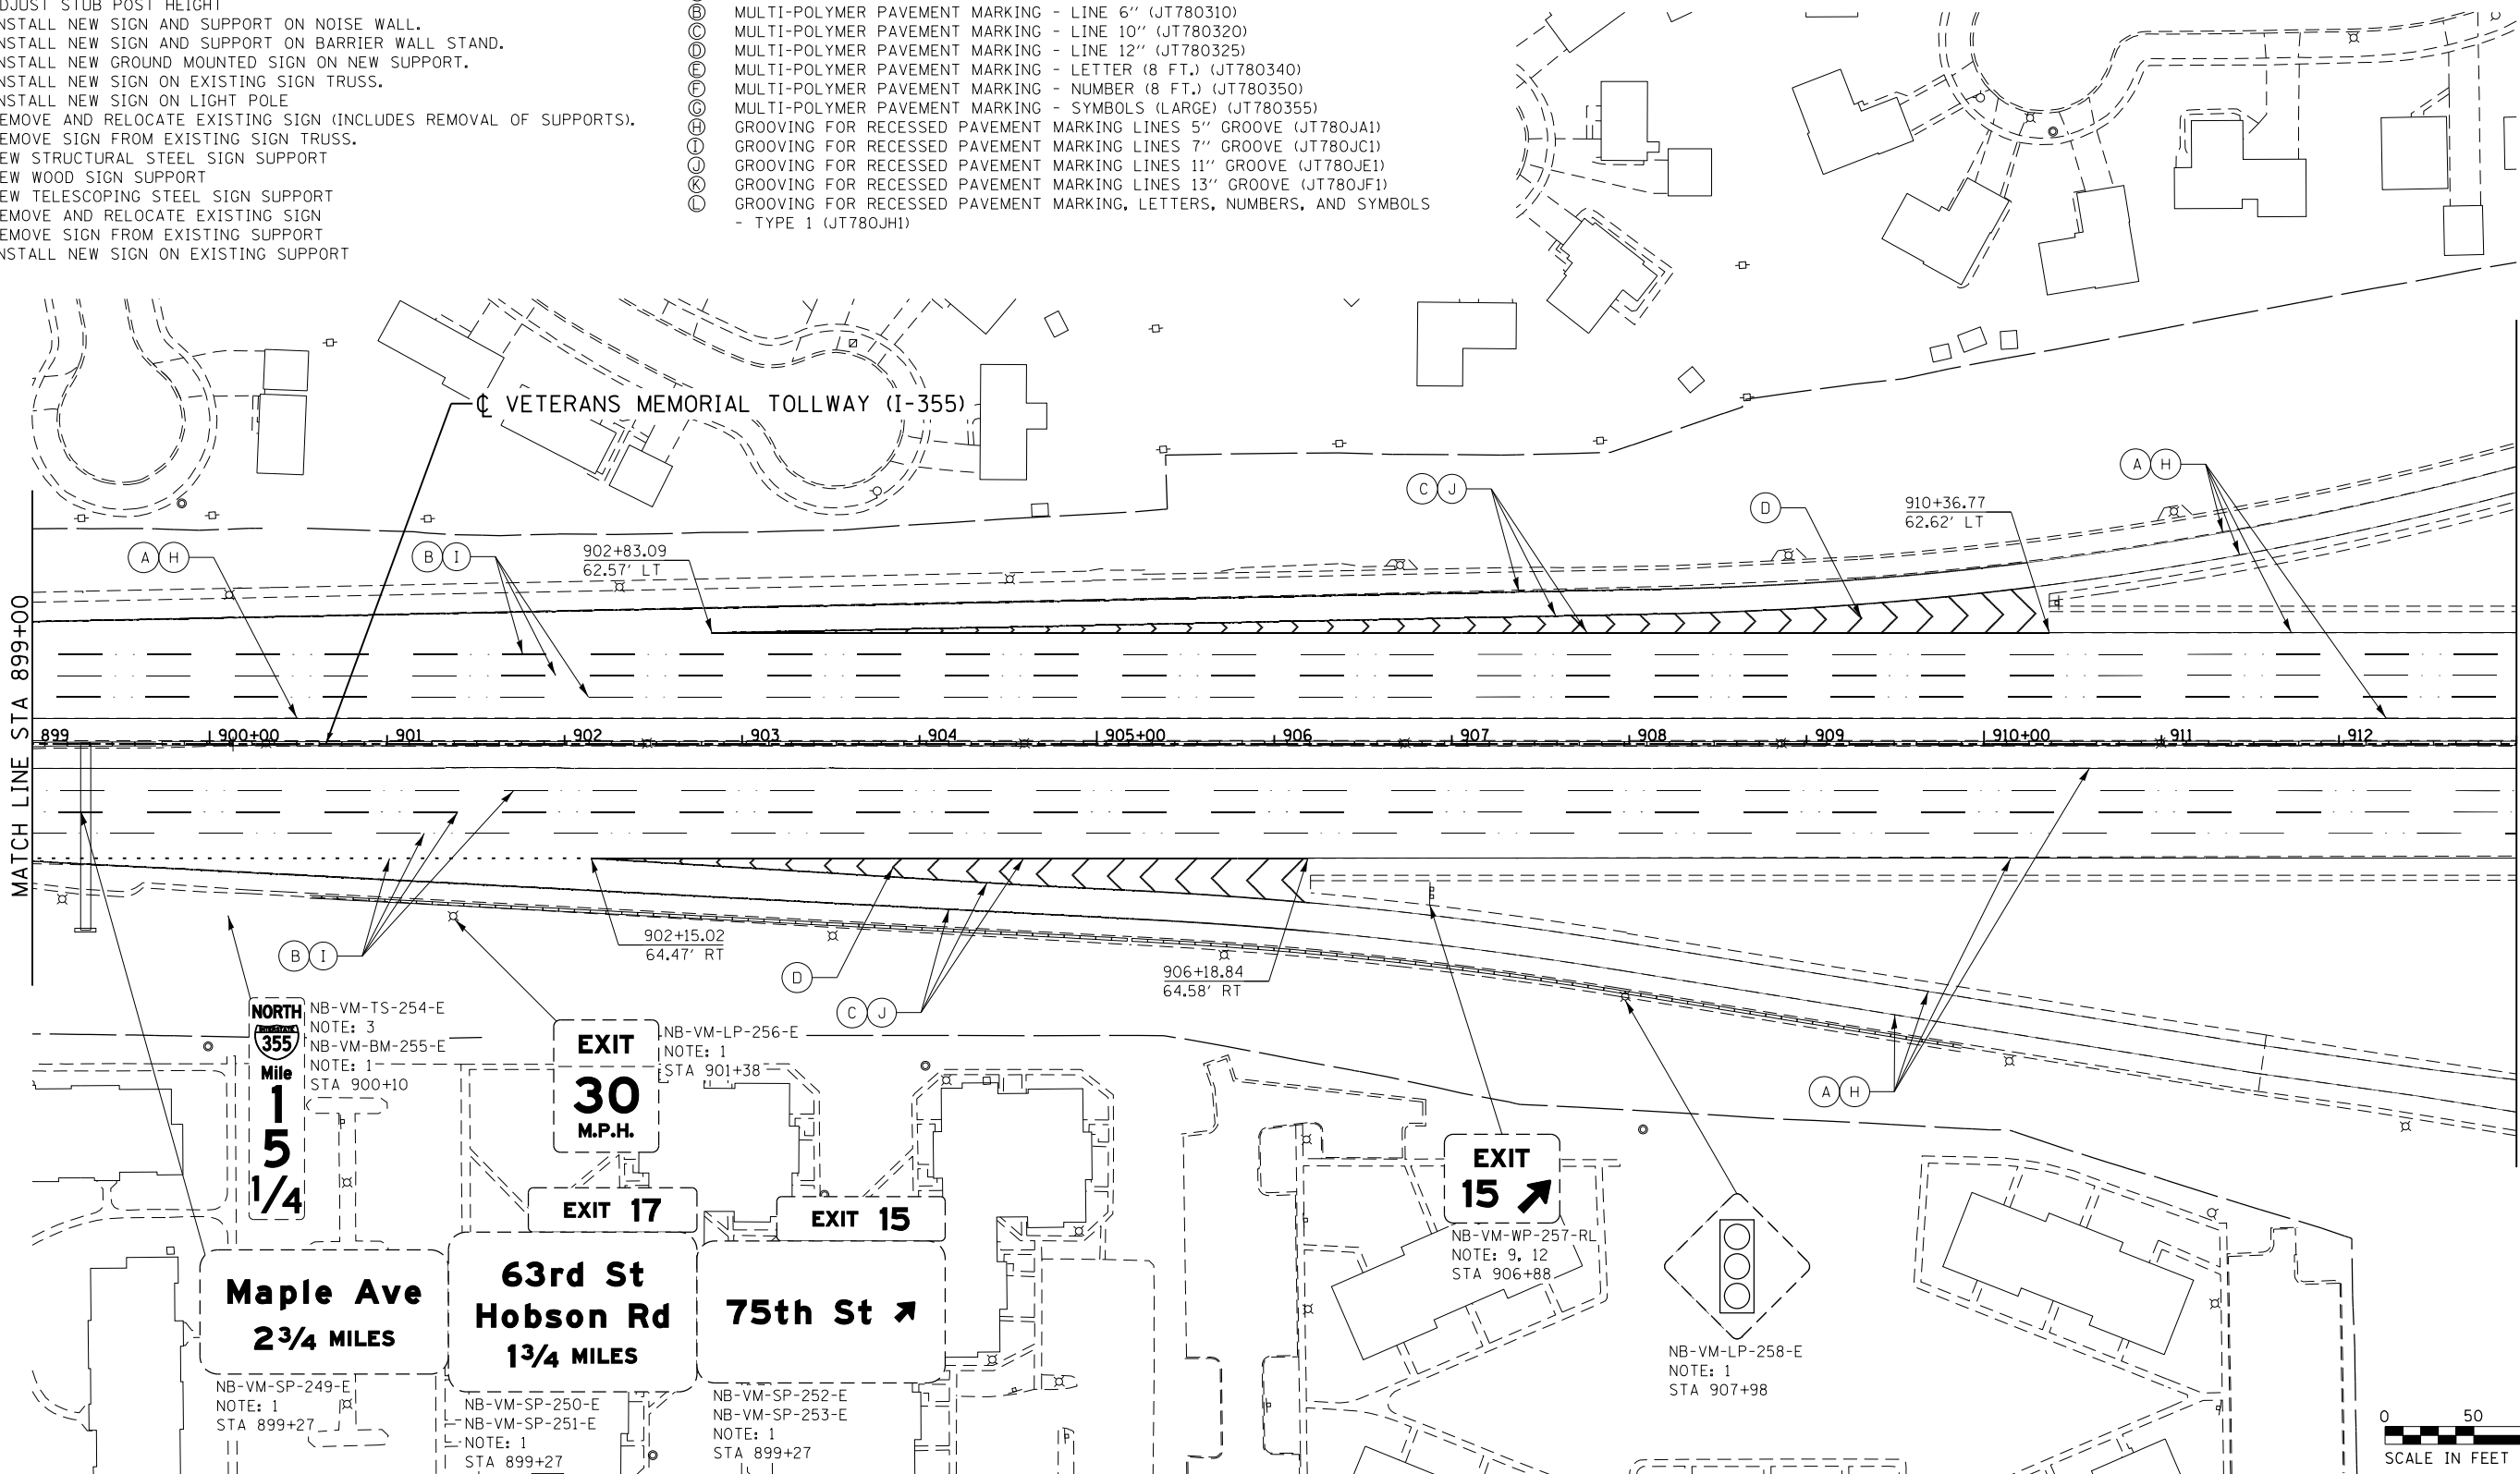 DJUST STUB POST HEIGHT
NSTALL NEW SIGN AND SUPPORT ON NOISE WALL.
NSTALL NEW SIGN AND SUPPORT ON BARRIER WALL STAND.
NSTALL NEW GROUND MOUNTED SIGN ON NEW SUPPORT.
NSTALL NEW SIGN ON EXISTING SIGN TRUSS.
NSTALL NEW SIGN ON LIGHT POLE
EMOVE AND RELOCATE EXISTING SIGN (INCLUDES REMOVAL OF SUPPORTS).
EMOVE SIGN FROM EXISTING SIGN TRUSS.
EW STRUCTURAL STEEL SIGN SUPPORT
EW WOOD SIGN SUPPORT
EW TELESCOPING STEEL SIGN SUPPORT
EMOVE AND RELOCATE EXISTING SIGN
EMOVE SIGN FROM EXISTING SUPPORT
NSTALL NEW SIGN ON EXISTING SUPPORT
B MULTI-POLYMER PAVEMENT MARKING - LINE 6'' (JT780310)
C MULTI-POLYMER PAVEMENT MARKING - LINE 10'' (JT780320)
D MULTI-POLYMER PAVEMENT MARKING - LINE 12'' (JT780325)
E MULTI-POLYMER PAVEMENT MARKING - LETTER (8 FT.) (JT780340)
F MULTI-POLYMER PAVEMENT MARKING - NUMBER (8 FT.) (JT780350)
G MULTI-POLYMER PAVEMENT MARKING - SYMBOLS (LARGE) (JT780355)
H GROOVING FOR RECESSED PAVEMENT MARKING LINES 5'' GROOVE (JT780JA1)
I GROOVING FOR RECESSED PAVEMENT MARKING LINES 7'' GROOVE (JT780JC1)
J GROOVING FOR RECESSED PAVEMENT MARKING LINES 11'' GROOVE (JT780JE1)
K GROOVING FOR RECESSED PAVEMENT MARKING LINES 13'' GROOVE (JT780JF1)
L GROOVING FOR RECESSED PAVEMENT MARKING, LETTERS, NUMBERS, AND SYMBOLS
- TYPE 1 (JT780JH1)
℄ VETERANS MEMORIAL TOLLWAY (I-355)
A H
B I
902+83.09
62.57' LT
C J
D
910+36.77
62.62' LT
A H
MATCH LINE STA 899+00
899 900+00 901 902 903 904 905+00 906 907 908 909 910+00 911 912
B I
902+15.02
64.47' RT
D
C J
906+18.84
64.58' RT
A H
NORTH
INTERSTATE
355
Mile
1
5
1/4
NB-VM-TS-254-E
NOTE: 3
NB-VM-BM-255-E
NOTE: 1
STA 900+10
EXIT
30
M.P.H.
NB-VM-LP-256-E
NOTE: 1
STA 901+38
EXIT
15
NB-VM-WP-257-RL
NOTE: 9, 12
STA 906+88
NB-VM-LP-258-E
NOTE: 1
STA 907+98
Maple Ave
2 3/4 MILES
NB-VM-SP-249-E
NOTE: 1
STA 899+27
EXIT 17
63rd St
Hobson Rd
1 3/4 MILES
NB-VM-SP-250-E
NB-VM-SP-251-E
NOTE: 1
STA 899+27
EXIT 15
75th St
NB-VM-SP-252-E
NB-VM-SP-253-E
NOTE: 1
STA 899+27
0 50
SCALE IN FEET